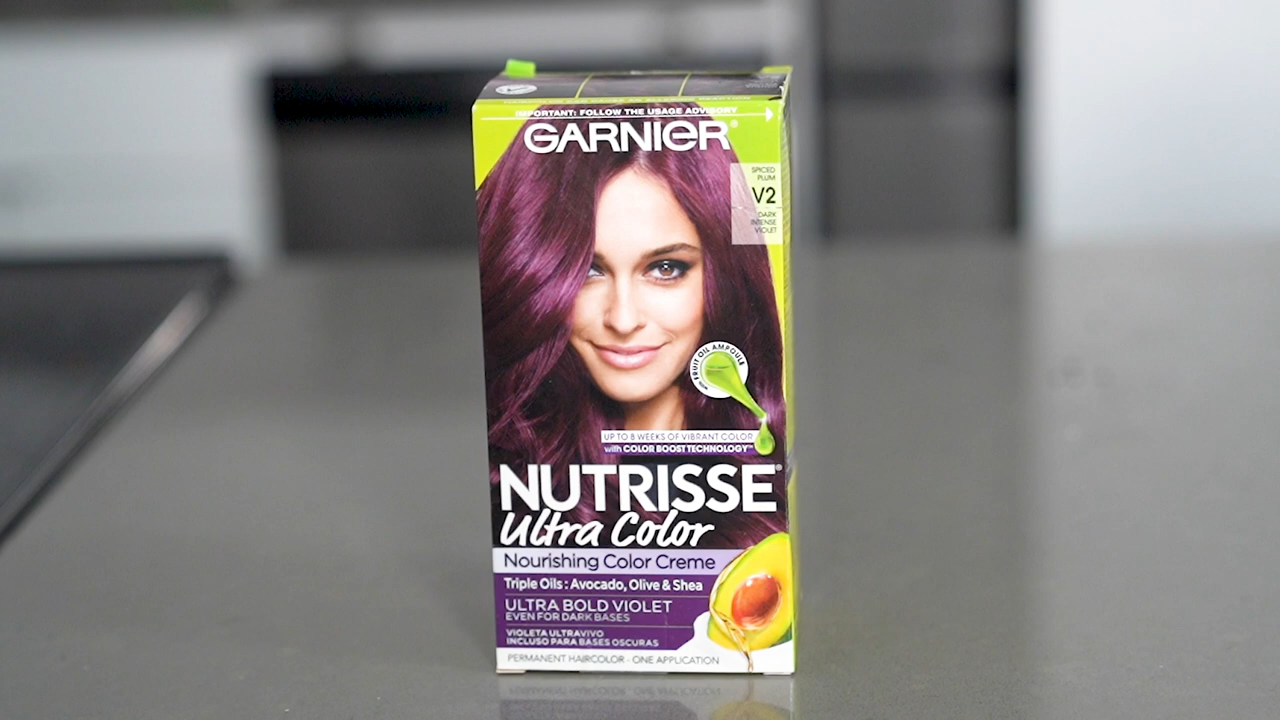 IMPORTANT: FOLLOW THE USAGE ADVISORY
GARNIER®
SPICED
PLUM
V2
DARK
INTENSE
VIOLET
with FRUIT OIL AMPOULE
UP TO 8 WEEKS OF VIBRANT COLOR
with COLOR BOOST TECHNOLOGY™
NUTRISSE®
Ultra Color
Nourishing Color Creme
Triple Oils : Avocado, Olive & Shea
ULTRA BOLD VIOLET
EVEN FOR DARK BASES
VIOLETA ULTRAVIVO
INCLUSO PARA BASES OSCURAS
PERMANENT HAIRCOLOR - ONE APPLICATION